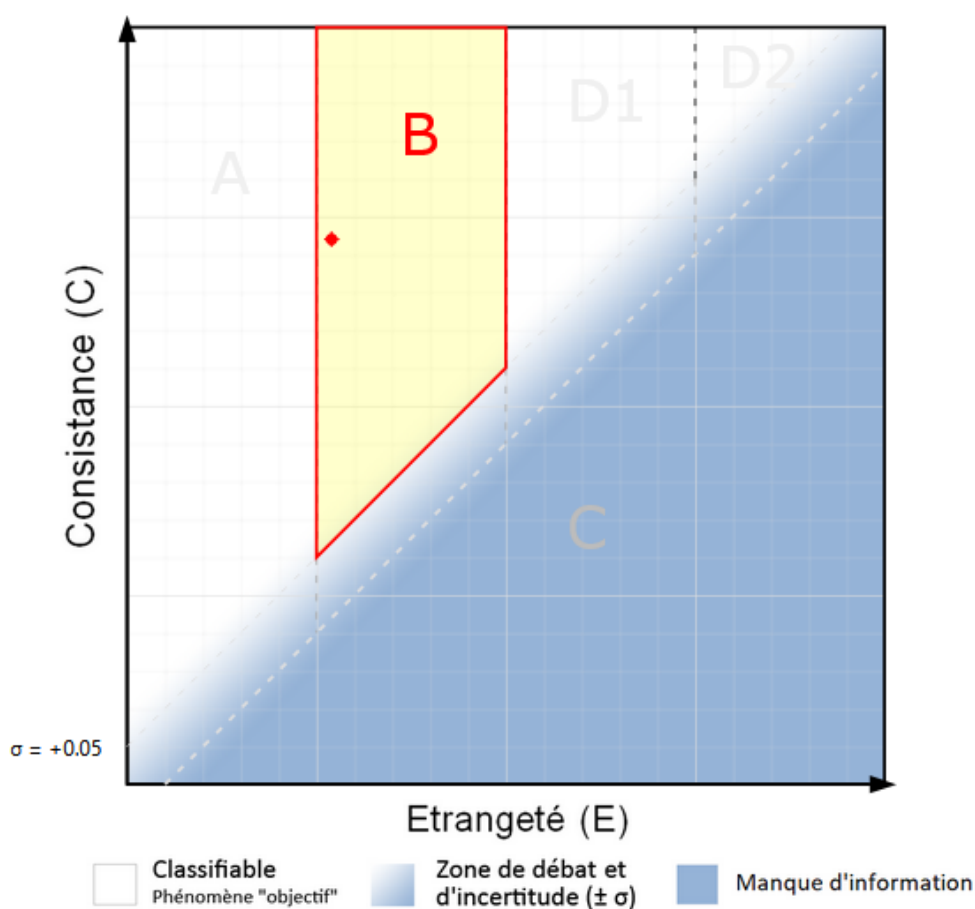 D2
D1
B
A
Consistance (C)
C
σ = +0.05
Etrangeté (E)
Classifiable
Phénomène "objectif"
Zone de débat et
d'incertitude (± σ)
Manque d'information